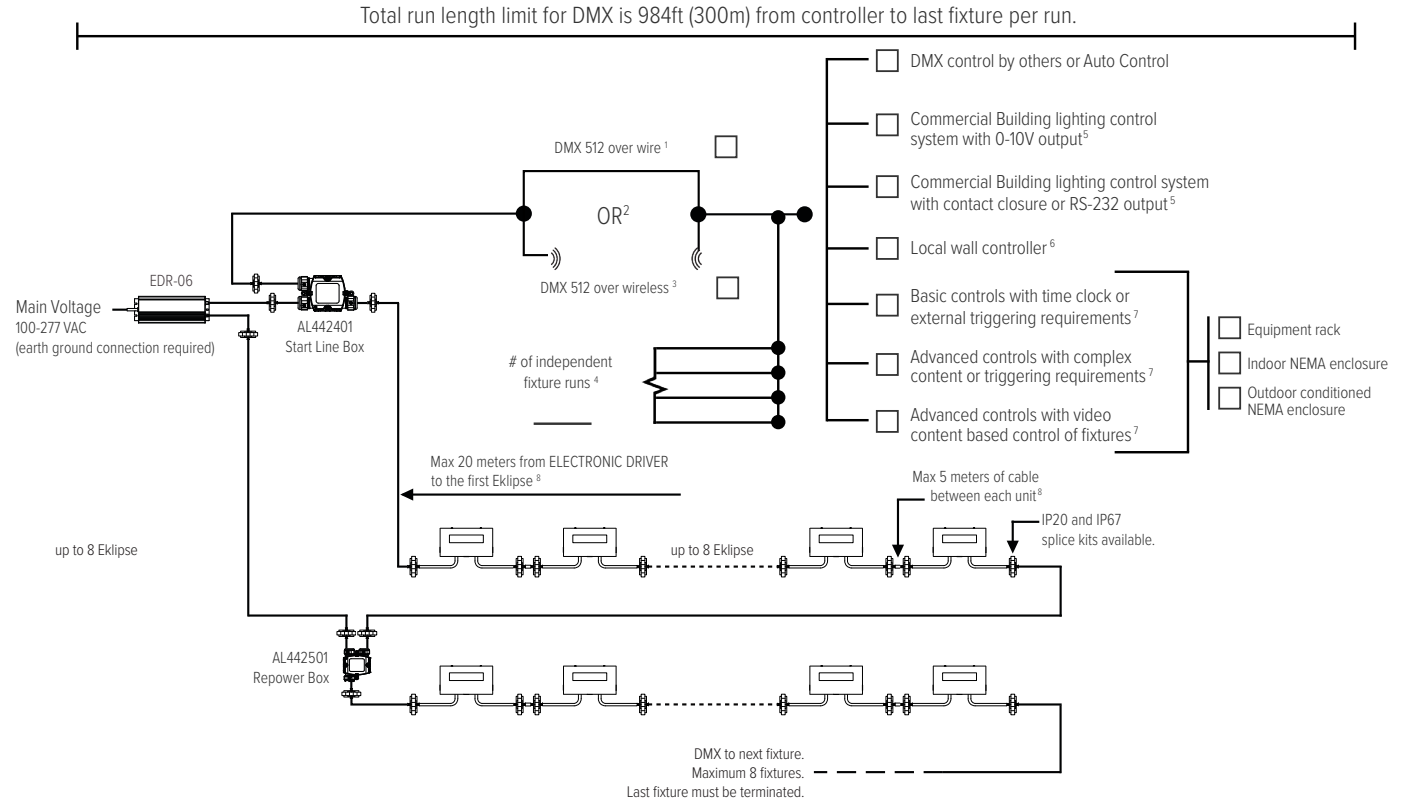 Total run length limit for DMX is 984ft (300m) from controller to last fixture per run.
DMX control by others or Auto Control
Commercial Building lighting control
system with 0-10V output⁵
DMX 512 over wire ¹
Commercial Building lighting control system
with contact closure or RS-232 output⁵
OR²
Local wall controller ⁶
DMX 512 over wireless ³
EDR-06
Main Voltage
100-277 VAC
(earth ground connection required)
AL442401
Start Line Box
Basic controls with time clock or
external triggering requirements ⁷
Advanced controls with complex
content or triggering requirements ⁷
Advanced controls with video
content based control of fixtures ⁷
Equipment rack
Indoor NEMA enclosure
Outdoor conditioned
NEMA enclosure
# of independent
fixture runs ⁴
Max 20 meters from ELECTRONIC DRIVER
to the first Eklipse ⁸
Max 5 meters of cable
between each unit⁸
IP20 and IP67
splice kits available.
up to 8 Eklipse
up to 8 Eklipse
AL442501
Repower Box
DMX to next fixture.
Maximum 8 fixtures.
Last fixture must be terminated.